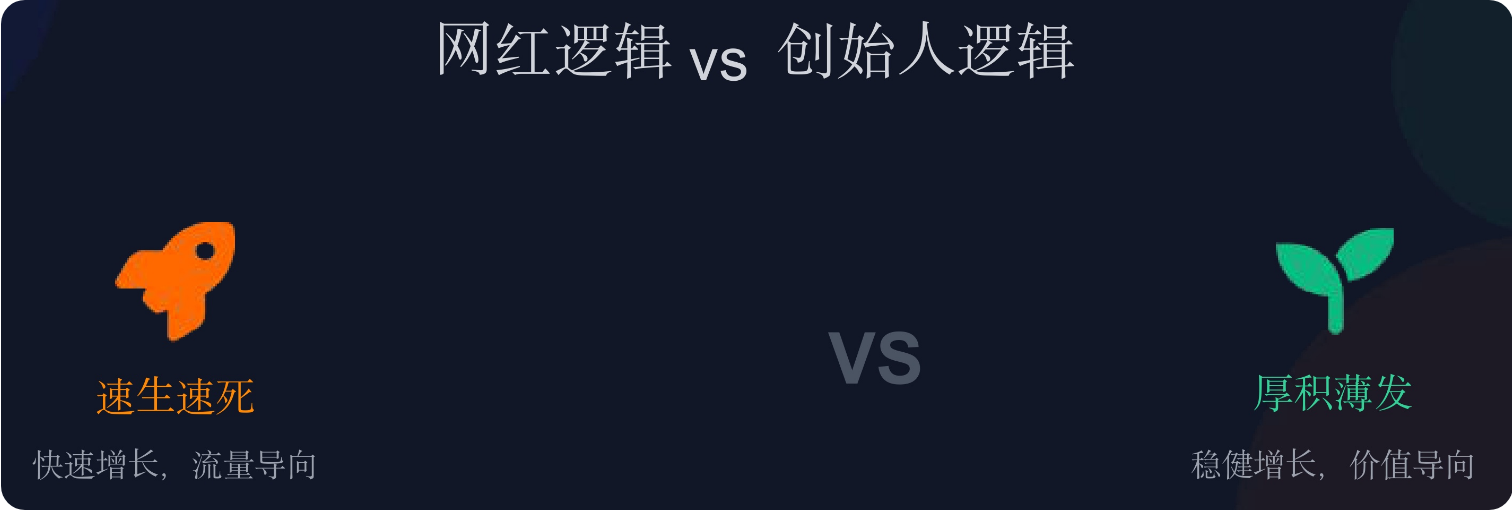 网红逻辑 vs 创始人逻辑
VS
速生速死
厚积薄发
快速增长，流量导向
稳健增长，价值导向